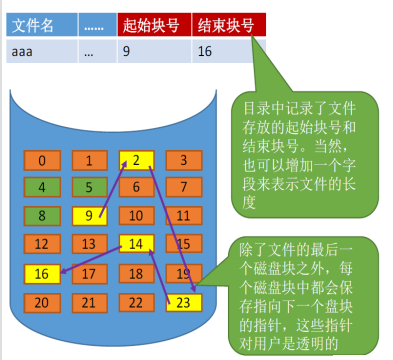 文件名 …… 起始块号 结束块号
aaa … 9 16
目录中记录了文件
存放的起始块号和
结束块号。当然，
也可以增加一个字
段来表示文件的长
度
0 1 2 3
4 5 6 7
8 9 10 11
12 13 14 15
16 17 18 19
20 21 22 23
除了文件的最后一
个磁盘块之外，每
个磁盘块中都会保
存指向下一个盘块
的指针，这些指针
对用户是透明的